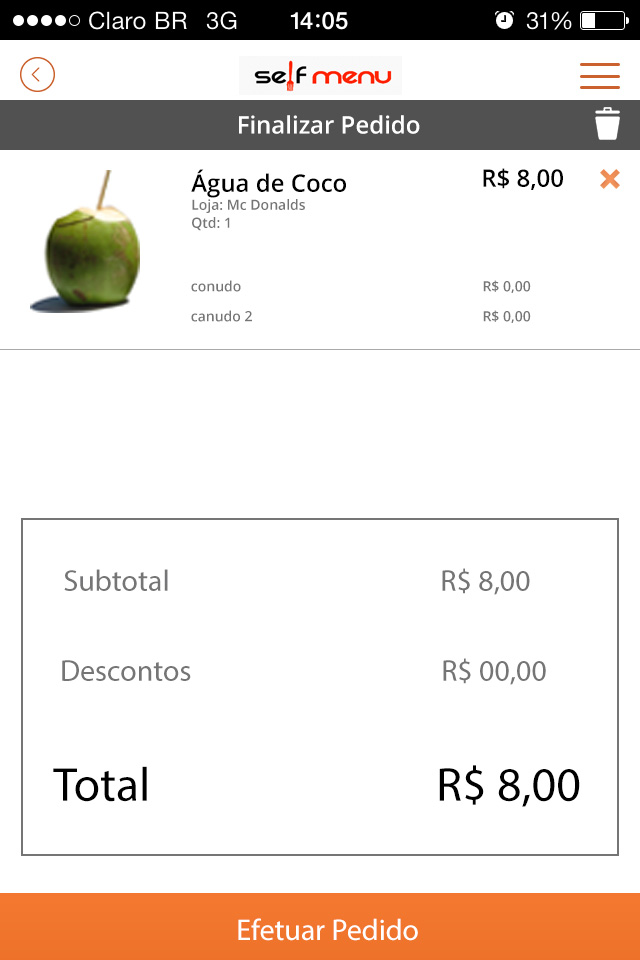 Claro BR 3G 14:05 31%
self menu
Finalizar Pedido
Água de Coco R$ 8,00
Loja: Mc Donalds
Qtd: 1
conudo R$ 0,00
canudo 2 R$ 0,00
Subtotal R$ 8,00
Descontos R$ 00,00
Total R$ 8,00
Efetuar Pedido